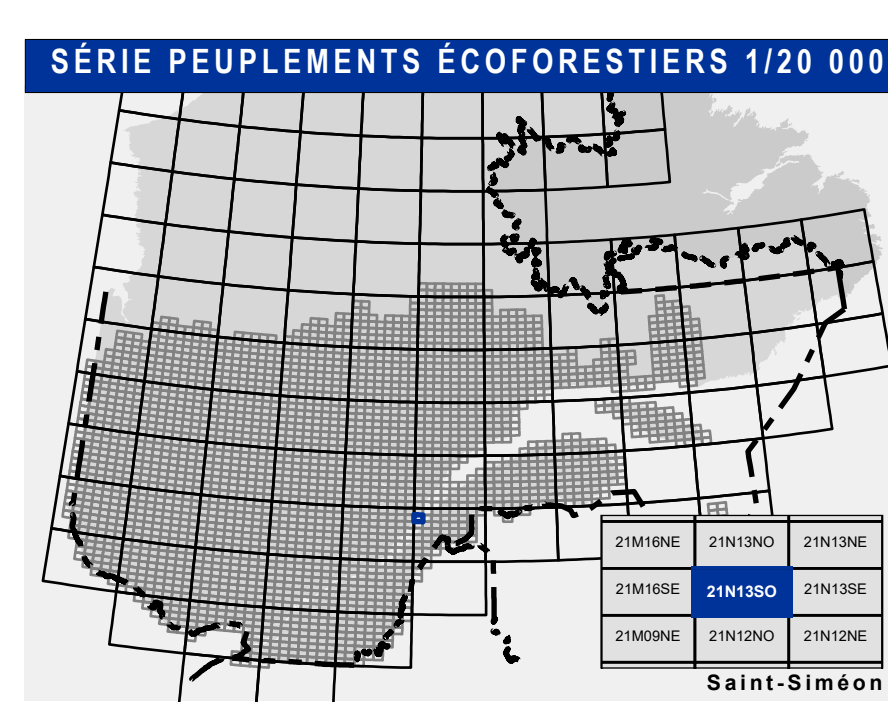 SÉRIE PEUPLEMENTS ÉCOFORESTIERS 1/20 000
21M16NE 21N13NO 21N13NE
21M16SE 21N13SO 21N13SE
21M09NE 21N12NO 21N12NE
Saint-Siméon